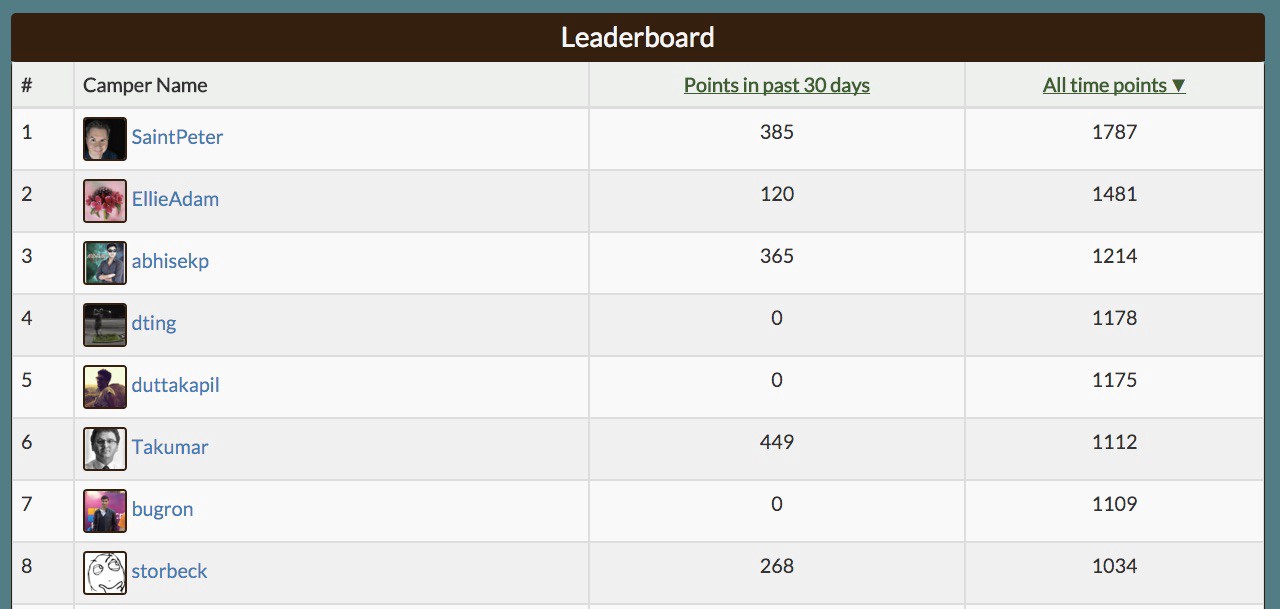 Leaderboard
# Camper Name Points in past 30 days All time points ▼
1 SaintPeter 385 1787
2 EllieAdam 120 1481
3 abhisekp 365 1214
4 dting 0 1178
5 duttakapil 0 1175
6 Takumar 449 1112
7 bugron 0 1109
8 storbeck 268 1034